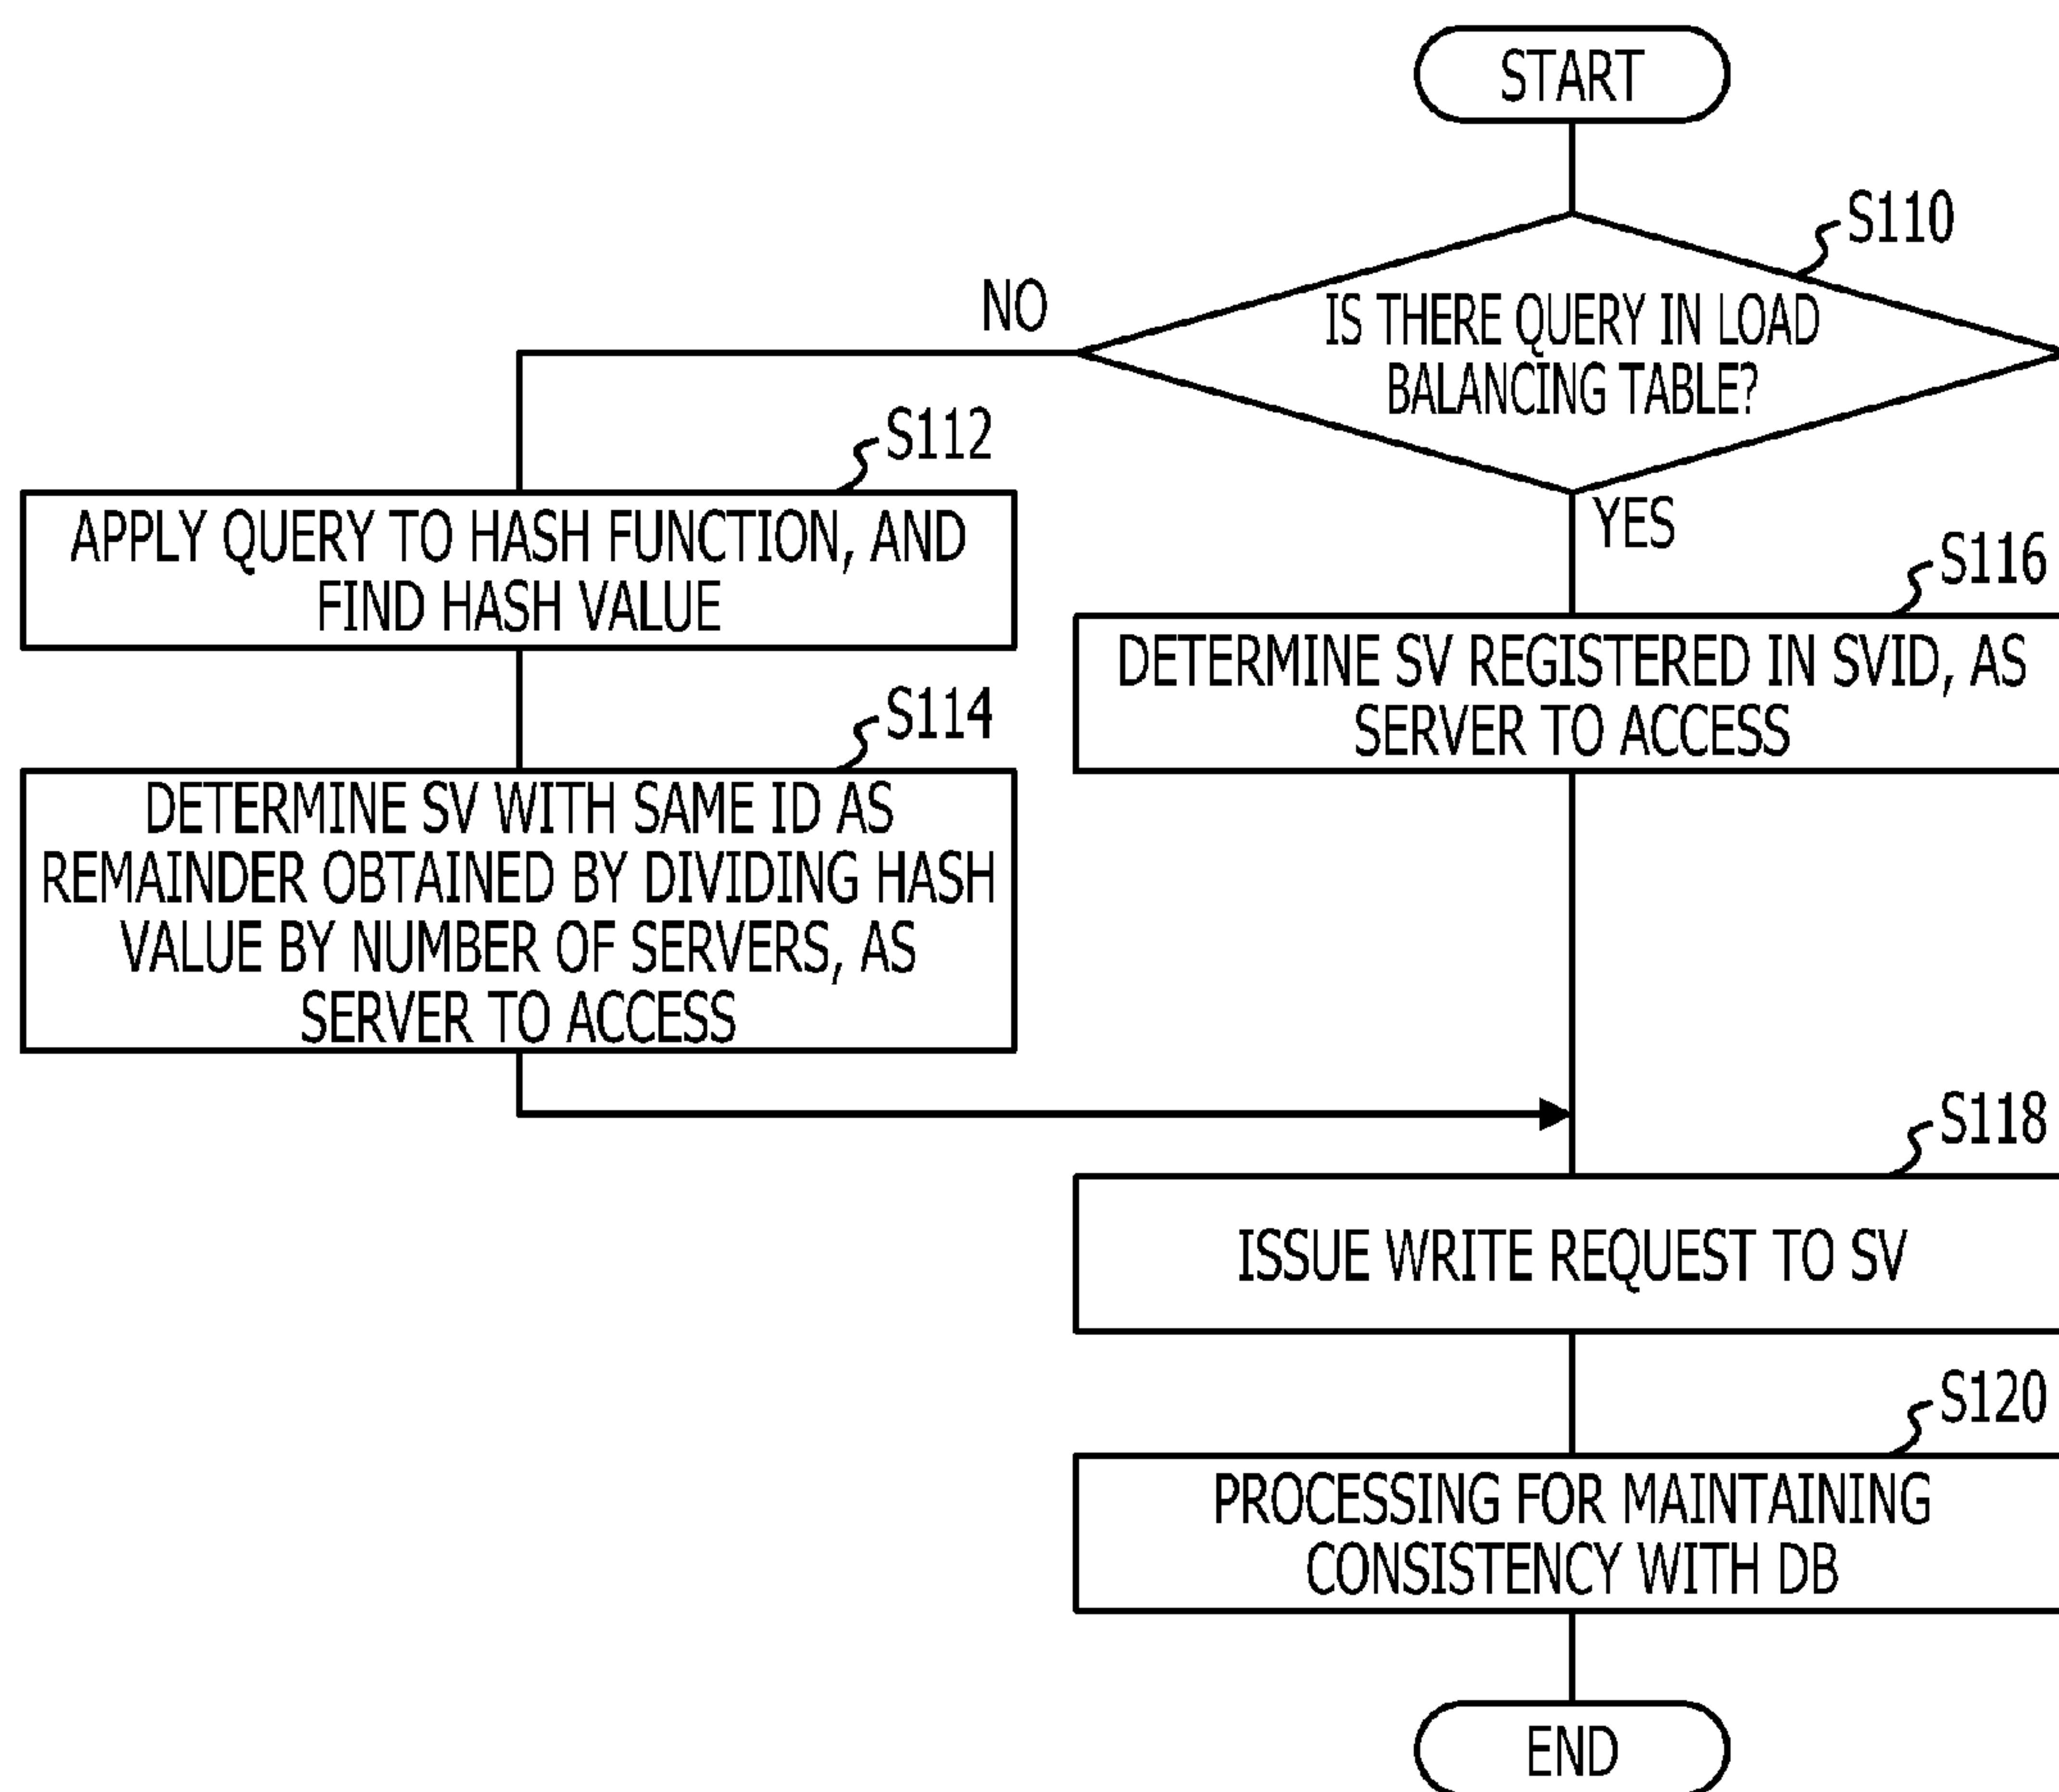 START
S110
IS THERE QUERY IN LOAD
BALANCING TABLE?
NO
YES
S112
APPLY QUERY TO HASH FUNCTION, AND
FIND HASH VALUE
S114
DETERMINE SV WITH SAME ID AS
REMAINDER OBTAINED BY DIVIDING HASH
VALUE BY NUMBER OF SERVERS, AS
SERVER TO ACCESS
S116
DETERMINE SV REGISTERED IN SVID, AS
SERVER TO ACCESS
S118
ISSUE WRITE REQUEST TO SV
S120
PROCESSING FOR MAINTAINING
CONSISTENCY WITH DB
END